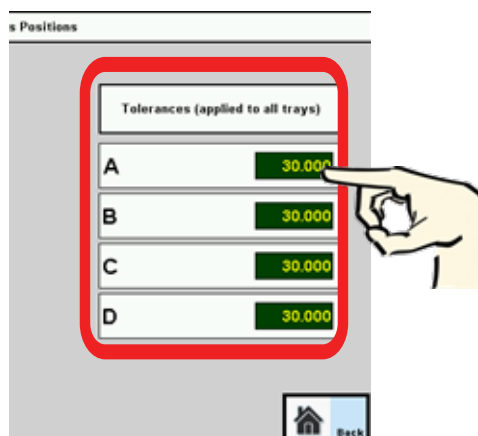 s Positions
Tolerances (applied to all trays)
A 30.000
B 30.000
C 30.000
D 30.000
Back